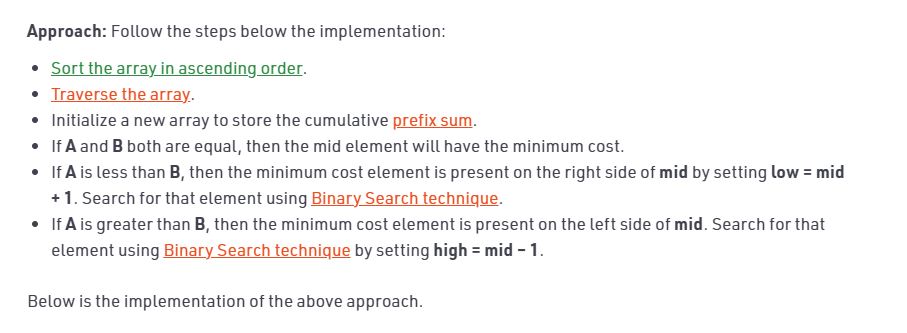 Approach: Follow the steps below the implementation:
• Sort the array in ascending order.
• Traverse the array.
• Initialize a new array to store the cumulative prefix sum.
• If A and B both are equal, then the mid element will have the minimum cost.
• If A is less than B, then the minimum cost element is present on the right side of mid by setting low = mid
+ 1. Search for that element using Binary Search technique.
• If A is greater than B, then the minimum cost element is present on the left side of mid. Search for that
element using Binary Search technique by setting high = mid – 1.
Below is the implementation of the above approach.